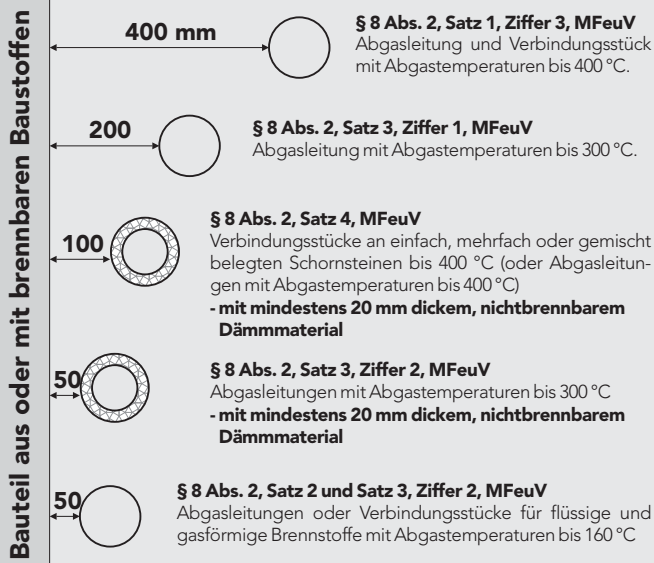 Bauteil aus oder mit brennbaren Baustoffen
400 mm
§ 8 Abs. 2, Satz 1, Ziffer 3, MFeuV
Abgasleitung und Verbindungsstück
mit Abgastemperaturen bis 400 °C.
200
§ 8 Abs. 2, Satz 3, Ziffer 1, MFeuV
Abgasleitung mit Abgastemperaturen bis 300 °C.
100
§ 8 Abs. 2, Satz 4, MFeuV
Verbindungsstücke an einfach, mehrfach oder gemischt
belegten Schornsteinen bis 400 °C (oder Abgasleitun-
gen mit Abgastemperaturen bis 400 °C)
- mit mindestens 20 mm dickem, nichtbrennbarem
Dämmmaterial
50
§ 8 Abs. 2, Satz 3, Ziffer 2, MFeuV
Abgasleitungen mit Abgastemperaturen bis 300 °C
- mit mindestens 20 mm dickem, nichtbrennbarem
Dämmmaterial
50
§ 8 Abs. 2, Satz 2 und Satz 3, Ziffer 2, MFeuV
Abgasleitungen oder Verbindungsstücke für flüssige und
gasförmige Brennstoffe mit Abgastemperaturen bis 160 °C